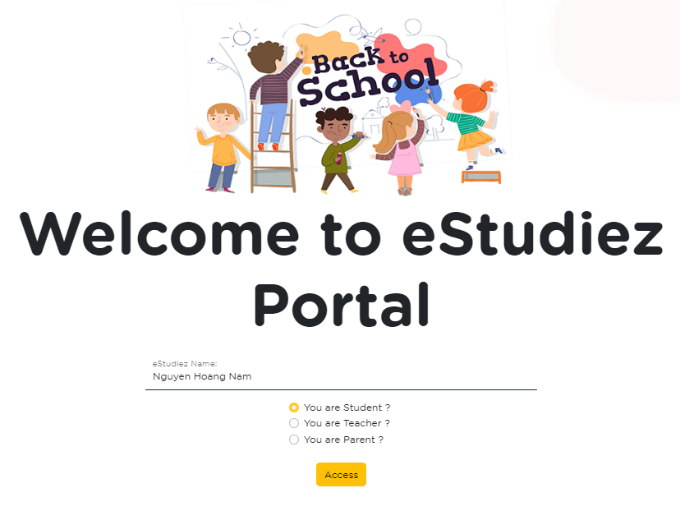 Back to
School
Welcome to eStudiez
Portal
eStudiez Name:
Nguyen Hoang Nam
You are Student ?
You are Teacher ?
You are Parent ?
Access